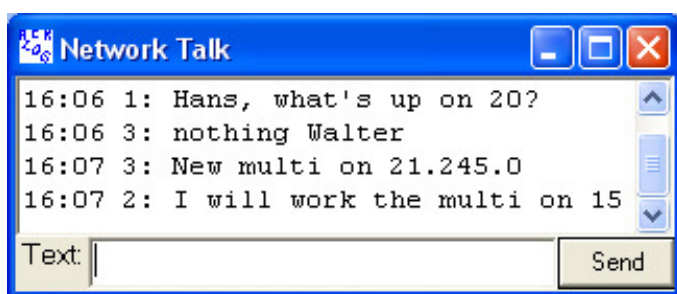 Network Talk
16:06 1: Hans, what's up on 20?
16:06 3: nothing Walter
16:07 3: New multi on 21.245.0
16:07 2: I will work the multi on 15
Text:
Send